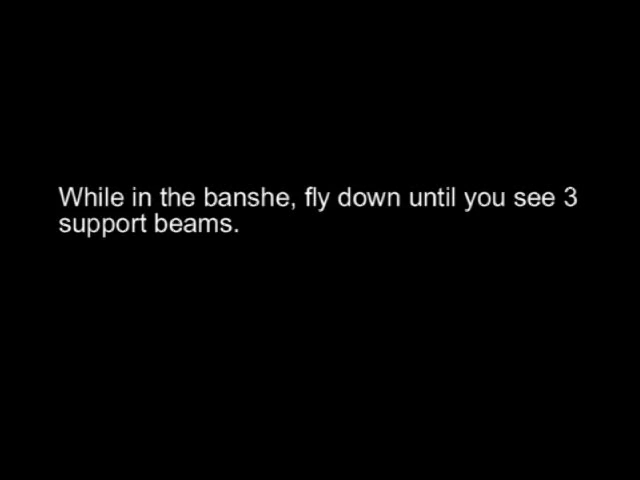 While in the banshe, fly down until you see 3
support beams.